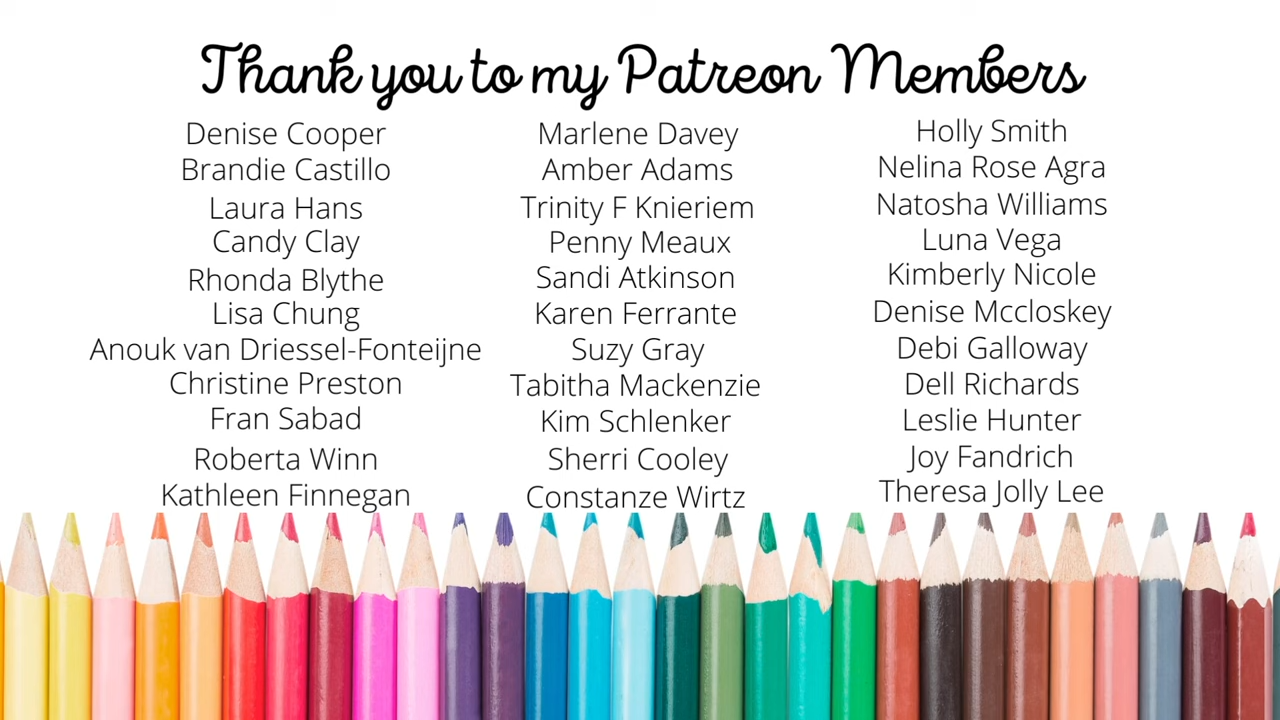 Thank you to my Patreon Members
Denise Cooper
Brandie Castillo
Laura Hans
Candy Clay
Rhonda Blythe
Lisa Chung
Anouk van Driessel-Fonteijne
Christine Preston
Fran Sabad
Roberta Winn
Kathleen Finnegan
Marlene Davey
Amber Adams
Trinity F Knieriem
Penny Meaux
Sandi Atkinson
Karen Ferrante
Suzy Gray
Tabitha Mackenzie
Kim Schlenker
Sherri Cooley
Constanze Wirtz
Holly Smith
Nelina Rose Agra
Natosha Williams
Luna Vega
Kimberly Nicole
Denise Mccloskey
Debi Galloway
Dell Richards
Leslie Hunter
Joy Fandrich
Theresa Jolly Lee